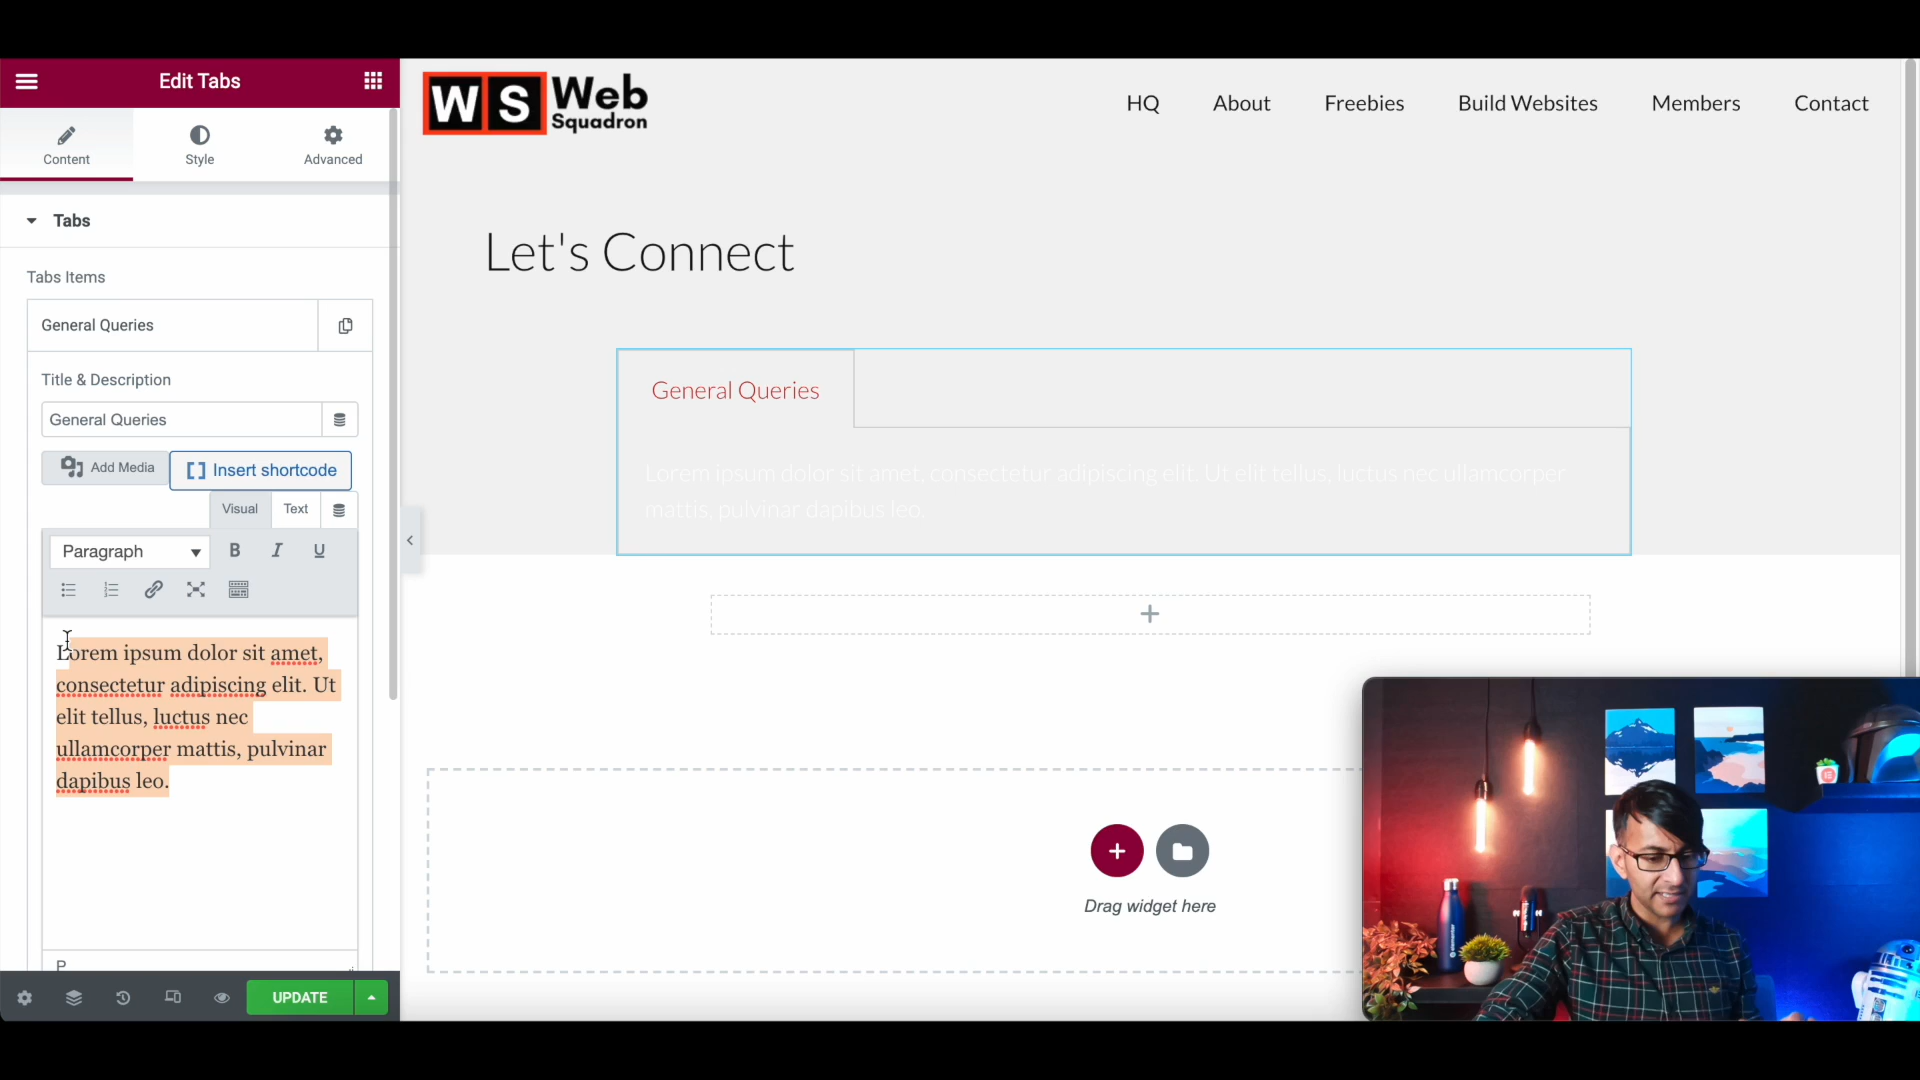 Edit Tabs
Content
Style
Advanced
Tabs
Tabs Items
General Queries
Title & Description
General Queries
Add Media
Insert shortcode
Visual
Text
Paragraph
B
I
U
Lorem ipsum dolor sit amet,
consectetur adipiscing elit. Ut
elit tellus, luctus nec
ullamcorper mattis, pulvinar
dapibus leo.
P
UPDATE
WS Web
Squadron
HQ
About
Freebies
Build Websites
Members
Contact
Let's Connect
General Queries
Lorem ipsum dolor sit amet, consectetur adipiscing elit. Ut elit tellus, luctus nec ullamcorper
mattis, pulvinar dapibus leo.
Drag widget here